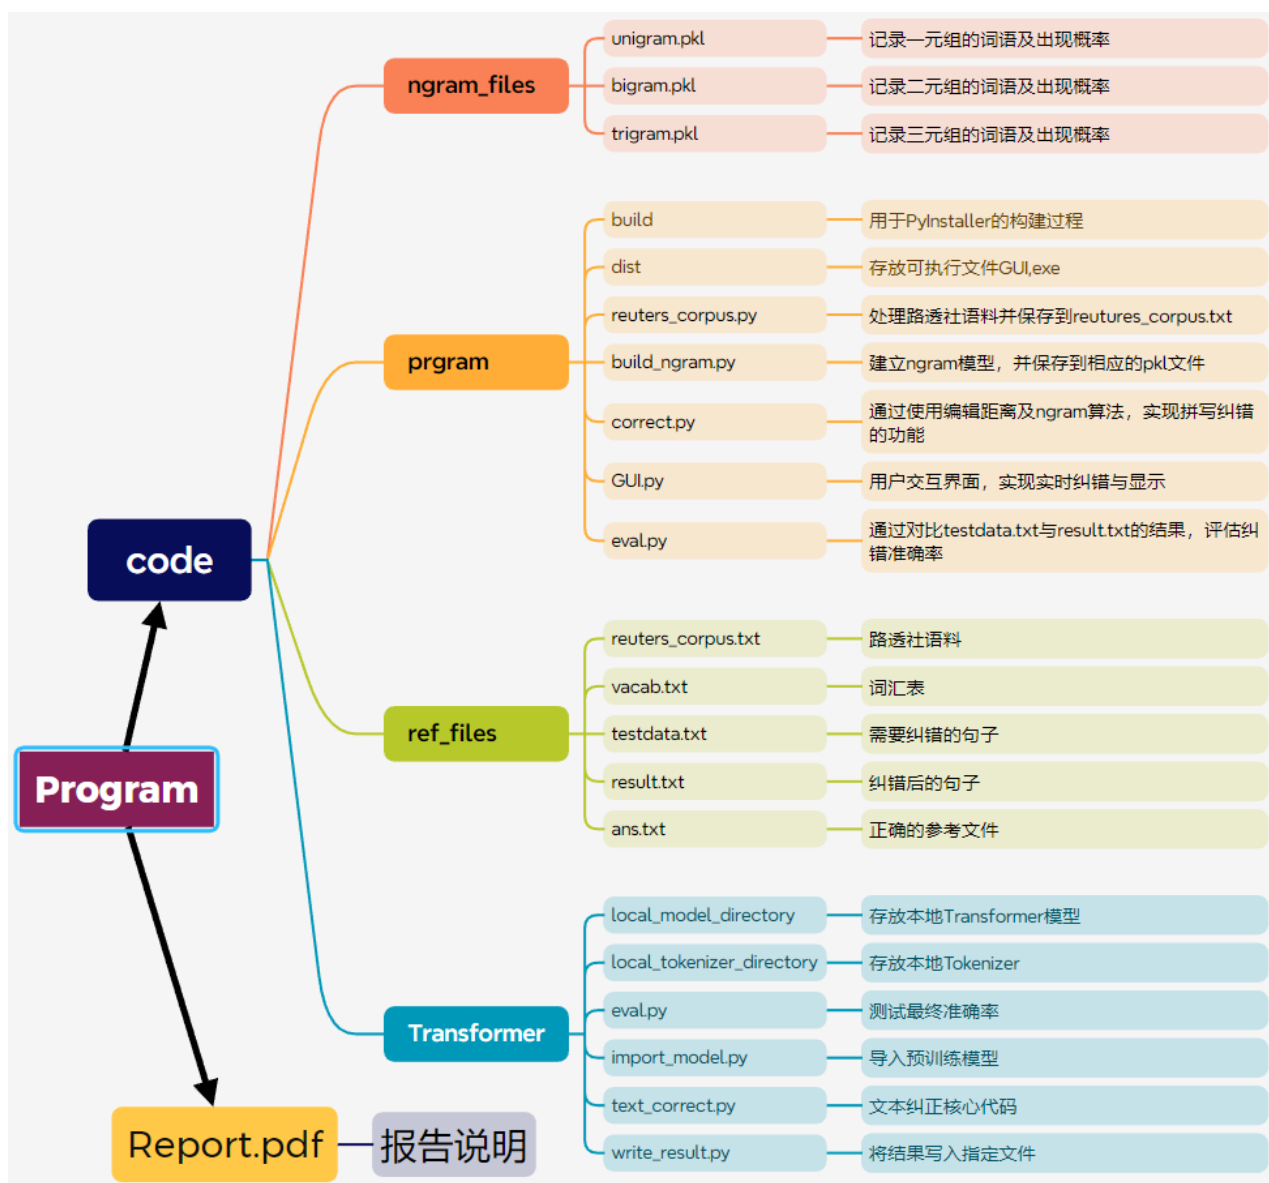 unigram.pkl
记录一元组的词语及出现概率
ngram_files
bigram.pkl
记录二元组的词语及出现概率
trigram.pkl
记录三元组的词语及出现概率
build
用于PyInstaller的构建过程
dist
存放可执行文件GUI,exe
reuters_corpus.py
处理路透社语料并保存到reutures_corpus.txt
prgram
build_ngram.py
建立ngram模型，并保存到相应的pkl文件
correct.py
通过使用编辑距离及ngram算法，实现拼写纠错
的功能
GUI.py
用户交互界面，实现实时纠错与显示
eval.py
通过对比testdata.txt与result.txt的结果，评估纠
错准确率
code
reuters_corpus.txt
路透社语料
vacab.txt
词汇表
ref_files
testdata.txt
需要纠错的句子
result.txt
纠错后的句子
ans.txt
正确的参考文件
Program
local_model_directory
存放本地Transformer模型
local_tokenizer_directory
存放本地Tokenizer
eval.py
测试最终准确率
Transformer
import_model.py
导入预训练模型
text_correct.py
文本纠正核心代码
write_result.py
将结果写入指定文件
Report.pdf
报告说明